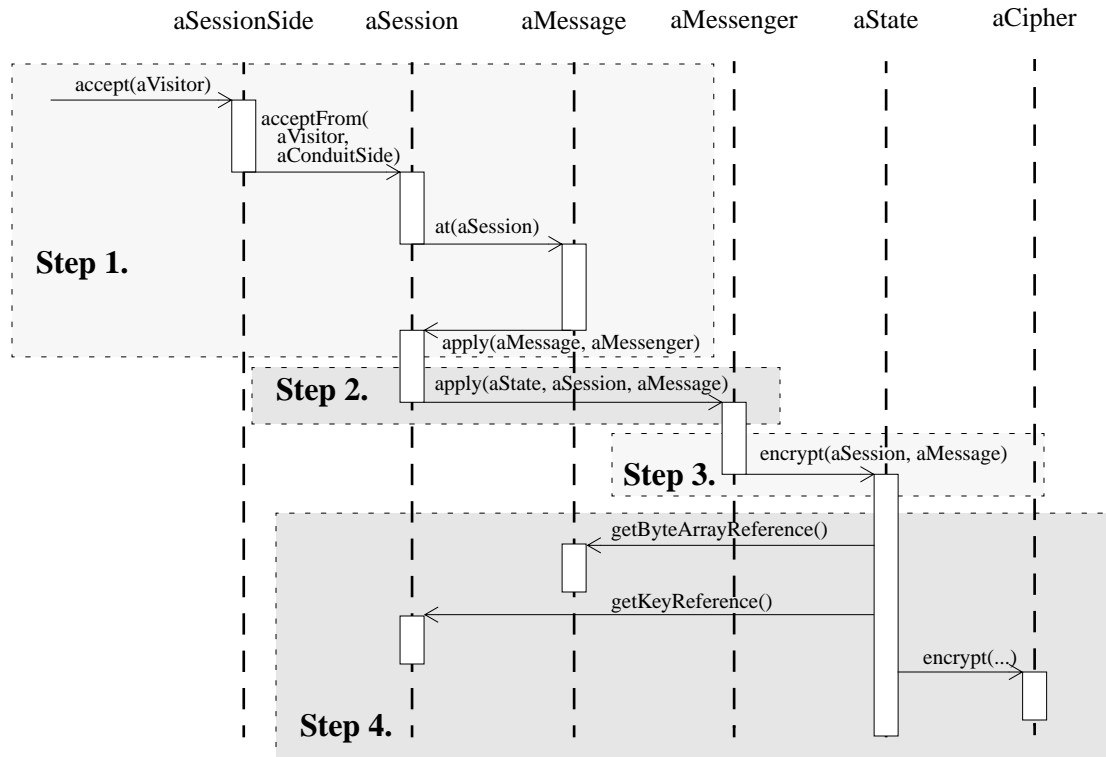 aSessionSide aSession aMessage aMessenger aState aCipher
accept(aVisitor)
acceptFrom(
aVisitor,
aConduitSide)
at(aSession)
Step 1.
apply(aMessage, aMessenger)
Step 2.
apply(aState, aSession, aMessage)
encrypt(aSession, aMessage)
Step 3.
getByteArrayReference()
getKeyReference()
encrypt(...)
Step 4.